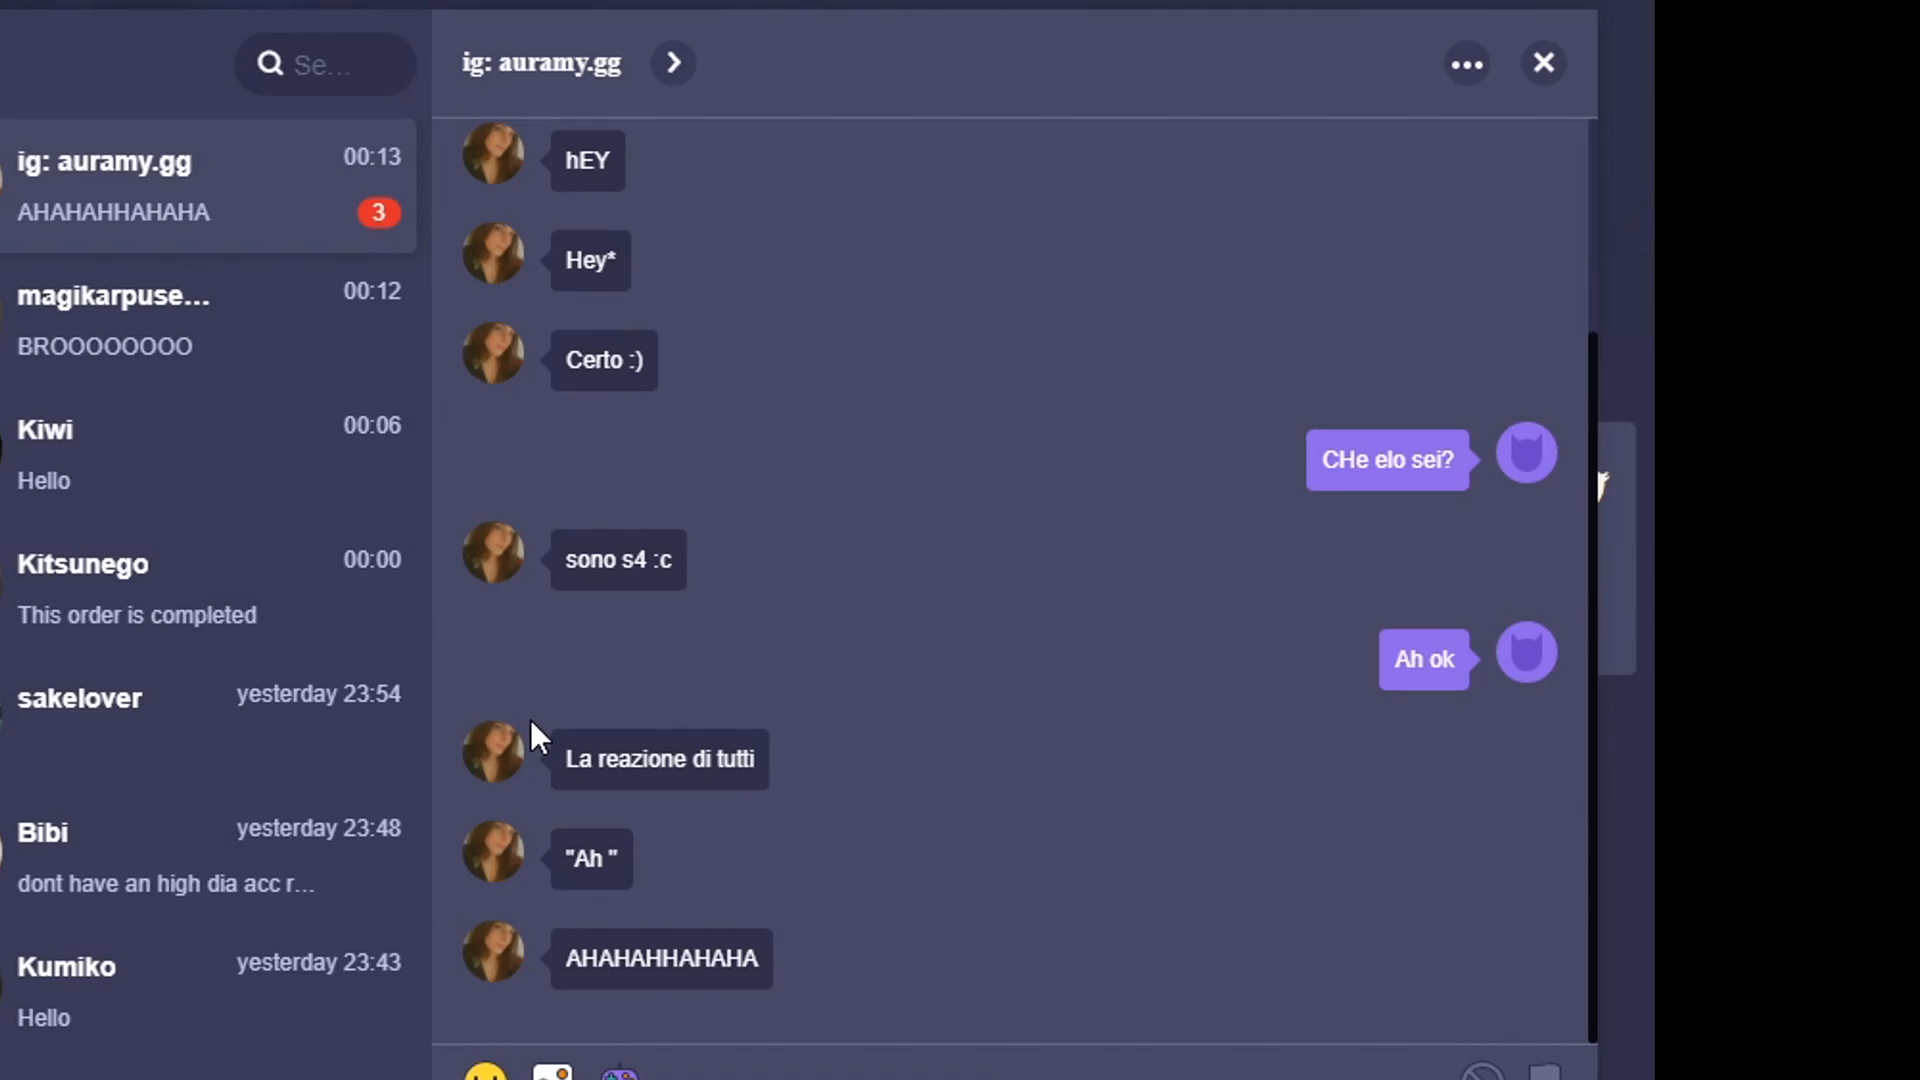 Se...
ig: auramy.gg
ig: auramy.gg 00:13
AHAHAHHAHAHA 3
magikarpuse... 00:12
BROOOOOOOO
Kiwi 00:06
Hello
Kitsunego 00:00
This order is completed
sakelover yesterday 23:54
Bibi yesterday 23:48
dont have an high dia acc r...
Kumiko yesterday 23:43
Hello
hEY
Hey*
Certo :)
CHe elo sei?
sono s4 :c
Ah ok
La reazione di tutti
"Ah "
AHAHAHHAHAHA